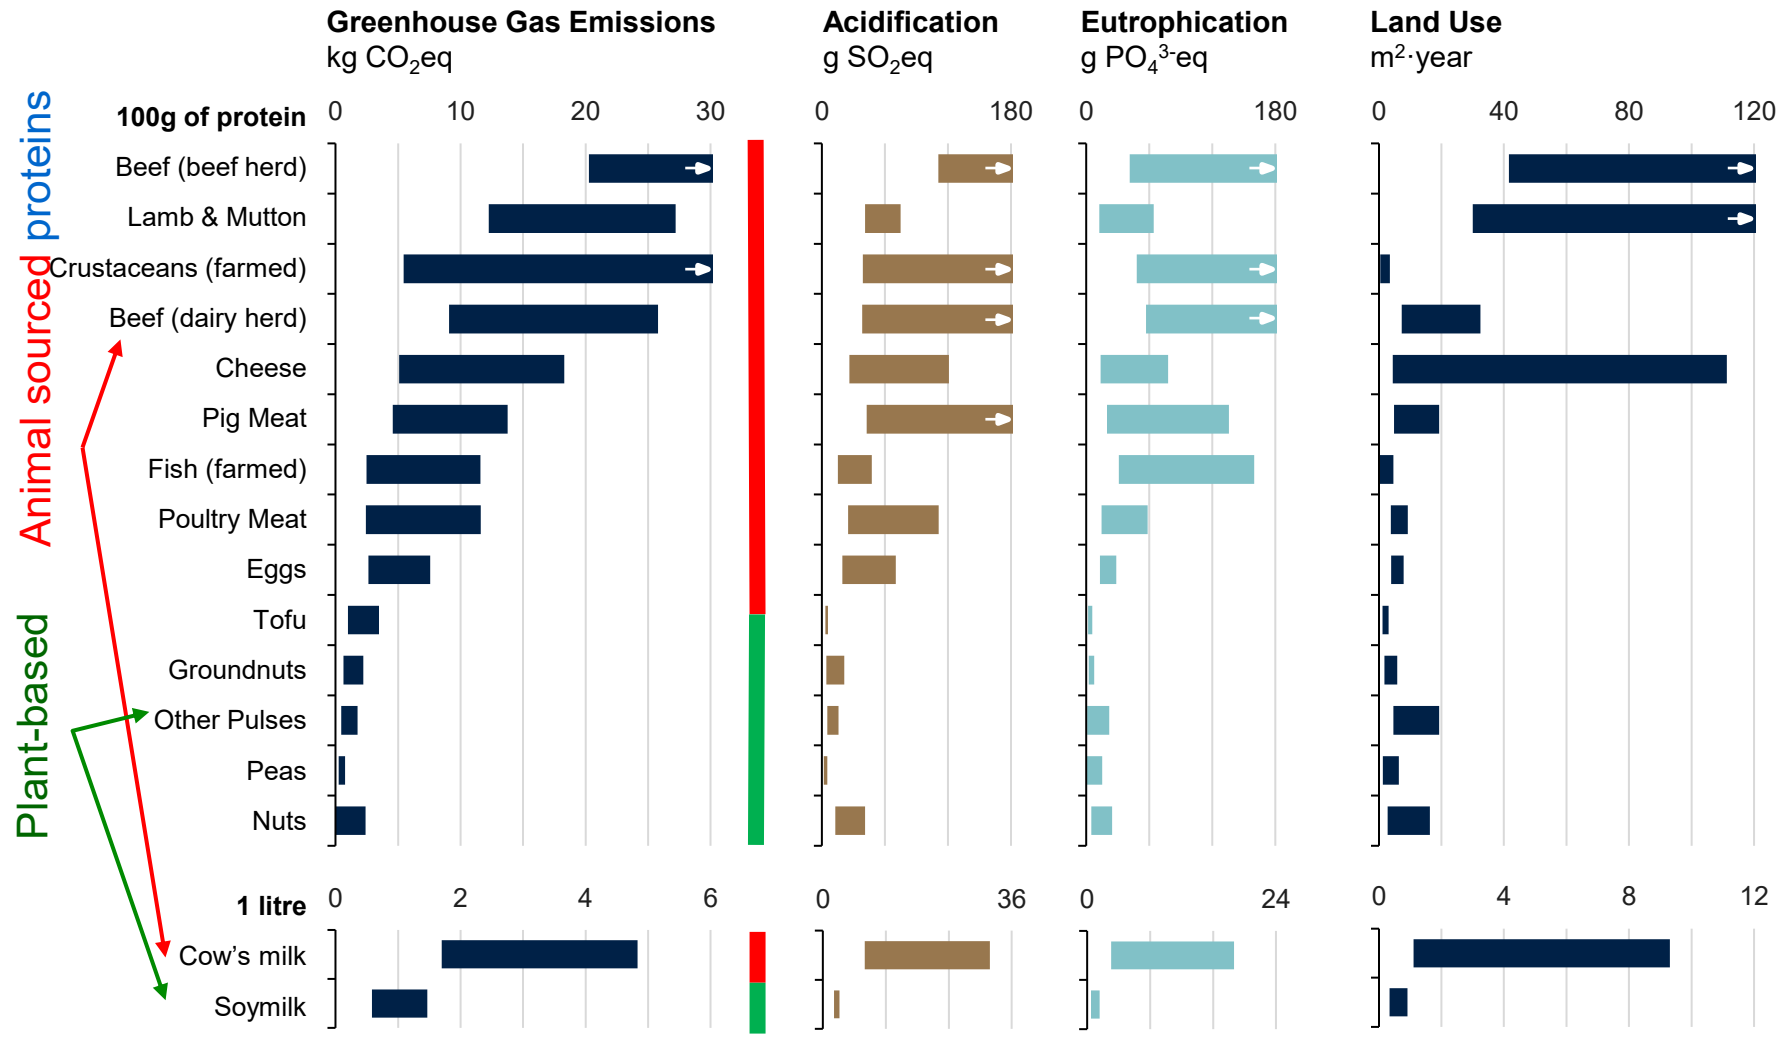 Greenhouse Gas Emissions
kg CO₂eq
Acidification
g SO₂eq
Eutrophication
g PO₄³⁻eq
Land Use
m²·year
100g of protein
0 10 20 30
0 180
0 180
0 40 80 120
Animal sourced proteins
Plant-based
Beef (beef herd)
Lamb & Mutton
Crustaceans (farmed)
Beef (dairy herd)
Cheese
Pig Meat
Fish (farmed)
Poultry Meat
Eggs
Tofu
Groundnuts
Other Pulses
Peas
Nuts
1 litre
0 2 4 6
0 36
0 24
0 4 8 12
Cow’s milk
Soymilk